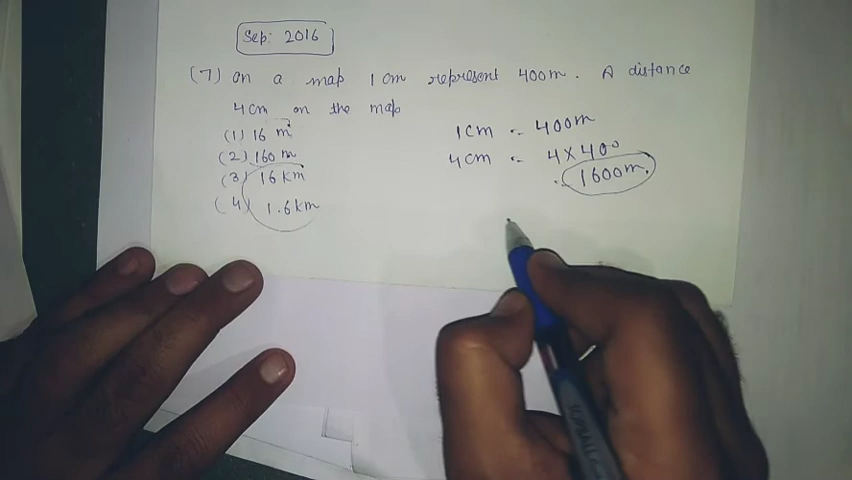 Sep: 2016
(7) on a map 1 cm represent 400m. A distance
4cm on the map
(1) 16 m
(2) 160 m
(3) 16 km
(4) 1.6 km
1cm = 400m
4cm = 4 X 400
= 1600m.